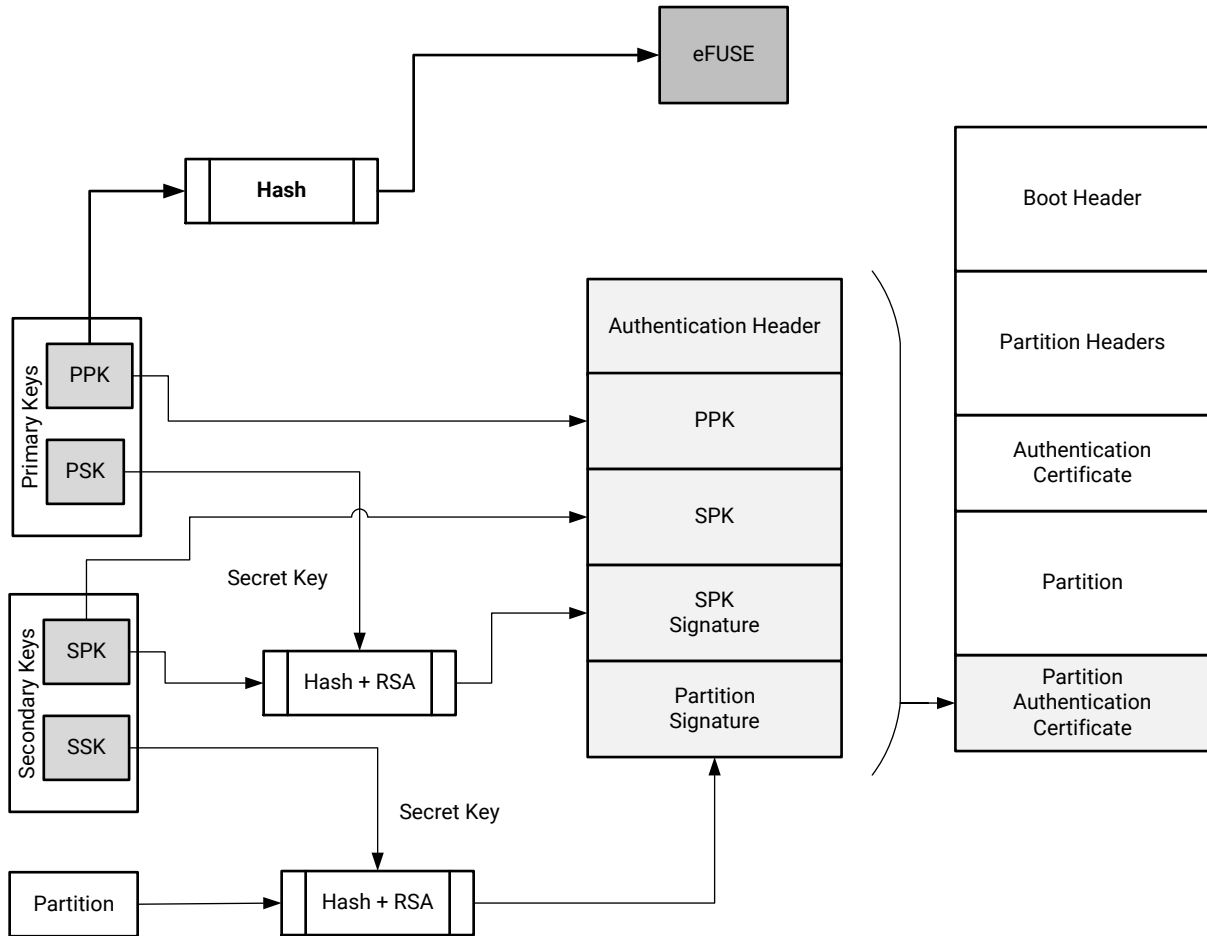 eFUSE
Hash
Boot Header
Authentication Header
Partition Headers
Primary Keys
PPK
PPK
PSK
Authentication
Certificate
SPK
Secret Key
Partition
SPK
Signature
Secondary Keys
SPK
Hash + RSA
Partition
Signature
Partition
Authentication
Certificate
SSK
Secret Key
Partition
Hash + RSA